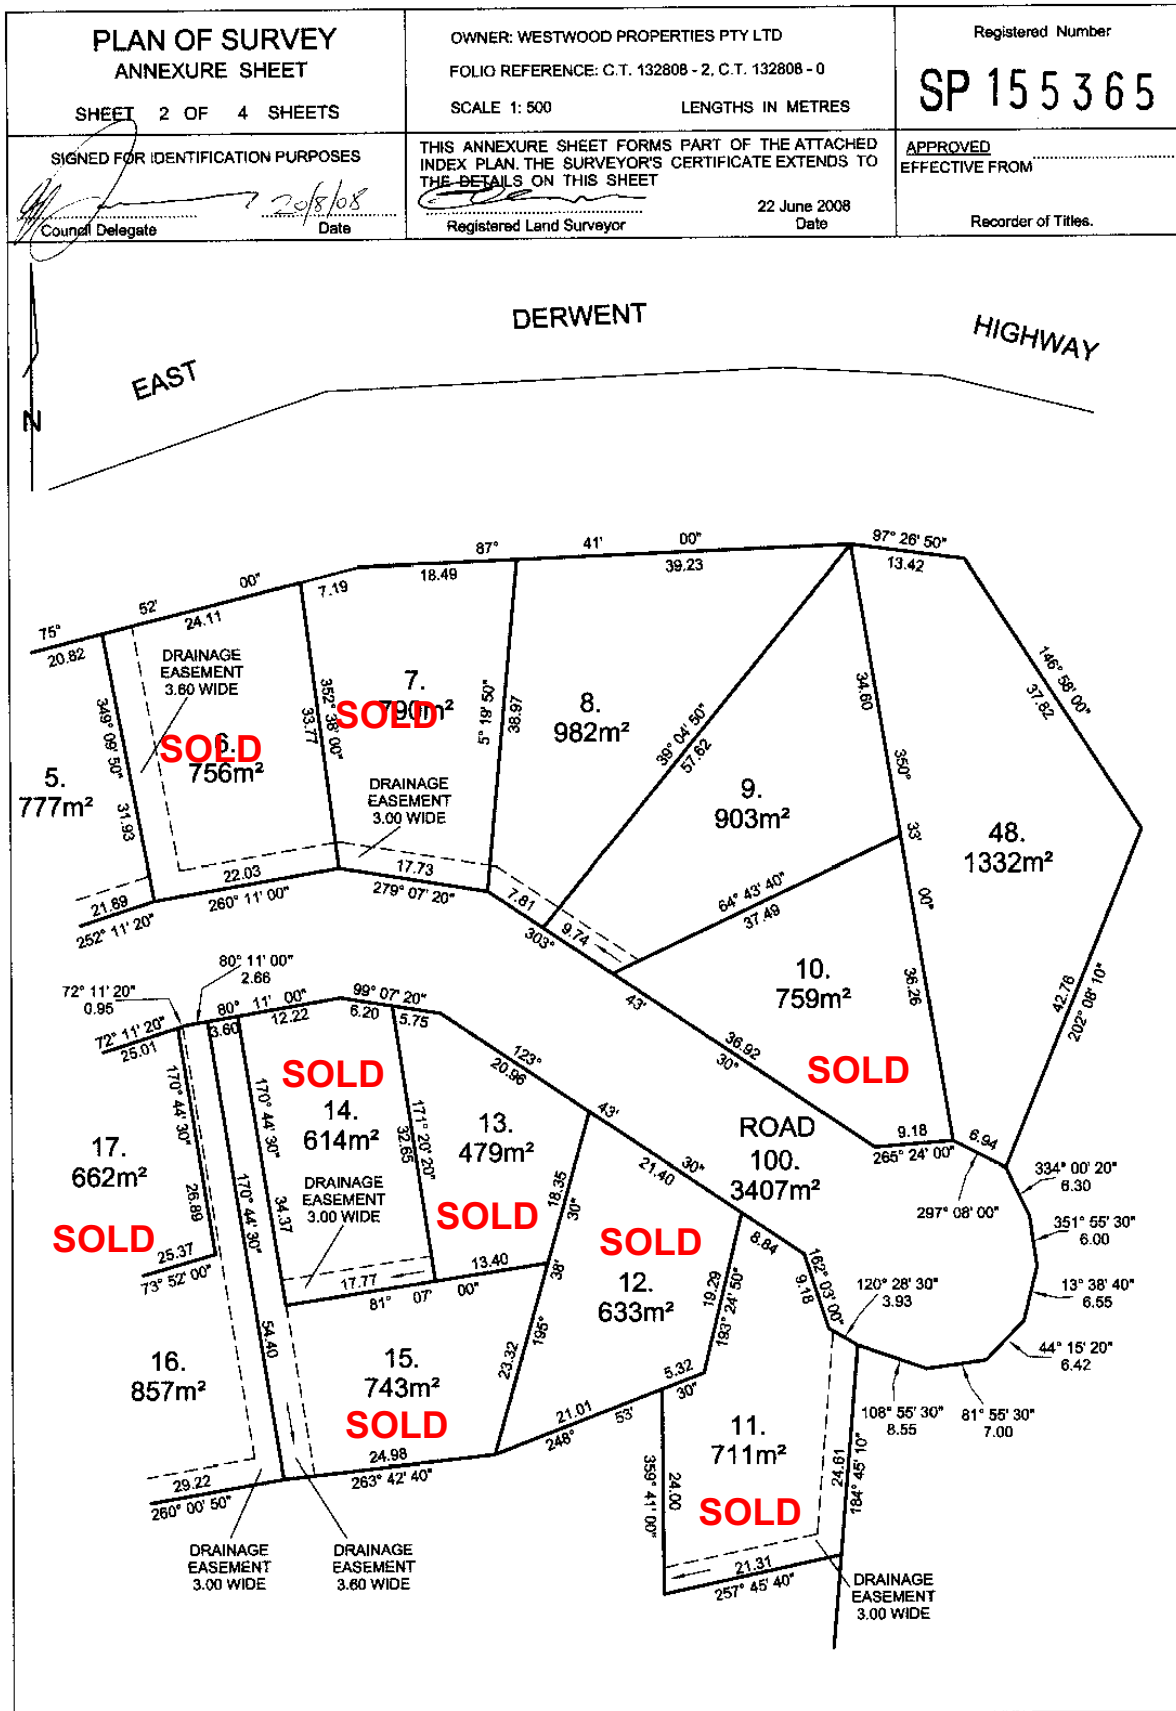 PLAN OF SURVEY
ANNEXURE SHEET
SHEET 2 OF 4 SHEETS
OWNER: WESTWOOD PROPERTIES PTY LTD
FOLIO REFERENCE: C.T. 132808 - 2, C.T. 132808 - 0
SCALE 1: 500 LENGTHS IN METRES
Registered Number
SP 155365
SIGNED FOR IDENTIFICATION PURPOSES
20/8/08
Council Delegate Date
THIS ANNEXURE SHEET FORMS PART OF THE ATTACHED
INDEX PLAN. THE SURVEYOR'S CERTIFICATE EXTENDS TO
THE DETAILS ON THIS SHEET
22 June 2008
Registered Land Surveyor Date
APPROVED
EFFECTIVE FROM
Recorder of Titles.
EAST DERWENT HIGHWAY
N
75° 52' 00"
20.82
24.11
7.19
87° 41' 00"
18.49
39.23
97° 26' 50"
13.42
146° 58' 00"
37.82
DRAINAGE
EASEMENT
3.60 WIDE
349° 09' 50"
31.93
5.
777m²
6.
756m²
SOLD
352° 38' 00"
33.77
7.
790m²
SOLD
DRAINAGE
EASEMENT
3.00 WIDE
5° 19' 50"
38.97
8.
982m²
39° 04' 50"
57.62
9.
903m²
34.60
350° 33' 00"
36.26
48.
1332m²
64° 43' 40"
37.49
10.
759m²
SOLD
42.76
202° 08' 10"
21.89
252° 11' 20"
22.03
260° 11' 00"
17.73
279° 07' 20"
7.81
9.74
303° 43' 30"
36.92
9.18
265° 24' 00"
6.94
297° 08' 00"
334° 00' 20"
6.30
351° 55' 30"
6.00
13° 38' 40"
6.55
44° 15' 20"
6.42
81° 55' 30"
7.00
108° 55' 30"
8.55
120° 28' 30"
3.93
162° 03' 00"
9.18
ROAD
100.
3407m²
80° 11' 00"
2.66
72° 11' 20"
0.95
72° 11' 20"
25.01
3.60
80° 11' 00"
12.22
99° 07' 20"
6.20
5.75
123° 43' 30"
20.96
21.40
8.84
17.
662m²
SOLD
170° 44' 30"
26.89
25.37
73° 52' 00"
170° 44' 30"
54.40
170° 44' 30"
34.37
SOLD
14.
614m²
DRAINAGE
EASEMENT
3.00 WIDE
171° 20' 20"
32.65
13.
479m²
SOLD
18.35
195° 38' 30"
23.32
17.77
13.40
81° 07' 00"
SOLD
12.
633m²
19.29
193° 24' 50"
5.32
21.01
248° 53' 30"
16.
857m²
29.22
260° 00' 50"
15.
743m²
SOLD
24.98
263° 42' 40"
11.
711m²
SOLD
359° 41' 00"
24.00
24.61
184° 45' 10"
21.31
257° 45' 40"
DRAINAGE
EASEMENT
3.00 WIDE
DRAINAGE
EASEMENT
3.60 WIDE
DRAINAGE
EASEMENT
3.00 WIDE